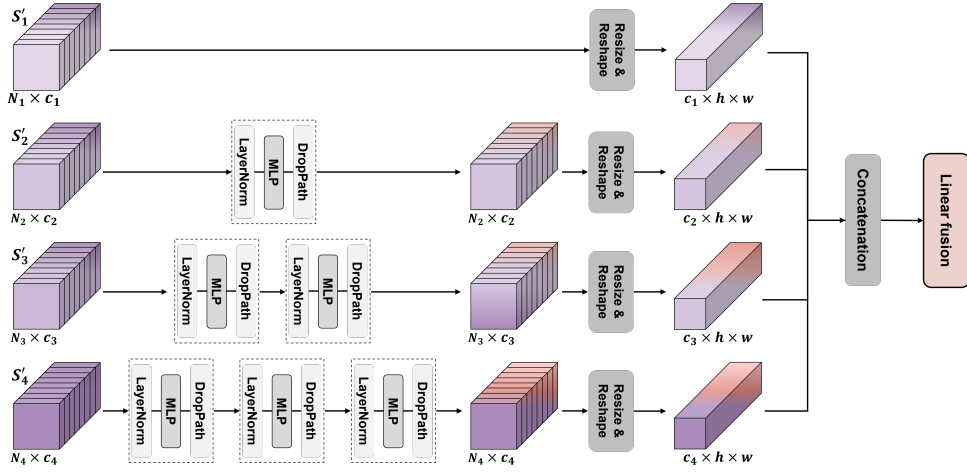 S′₁
N₁ × c₁
Resize &
Reshape
c₁ × h × w
S′₂
N₂ × c₂
LayerNorm
MLP
DropPath
N₂ × c₂
Resize &
Reshape
c₂ × h × w
S′₃
N₃ × c₃
LayerNorm
MLP
DropPath
LayerNorm
MLP
DropPath
N₃ × c₃
Resize &
Reshape
c₃ × h × w
S′₄
N₄ × c₄
LayerNorm
MLP
DropPath
LayerNorm
MLP
DropPath
LayerNorm
MLP
DropPath
N₄ × c₄
Resize &
Reshape
c₄ × h × w
Concatenation
Linear fusion